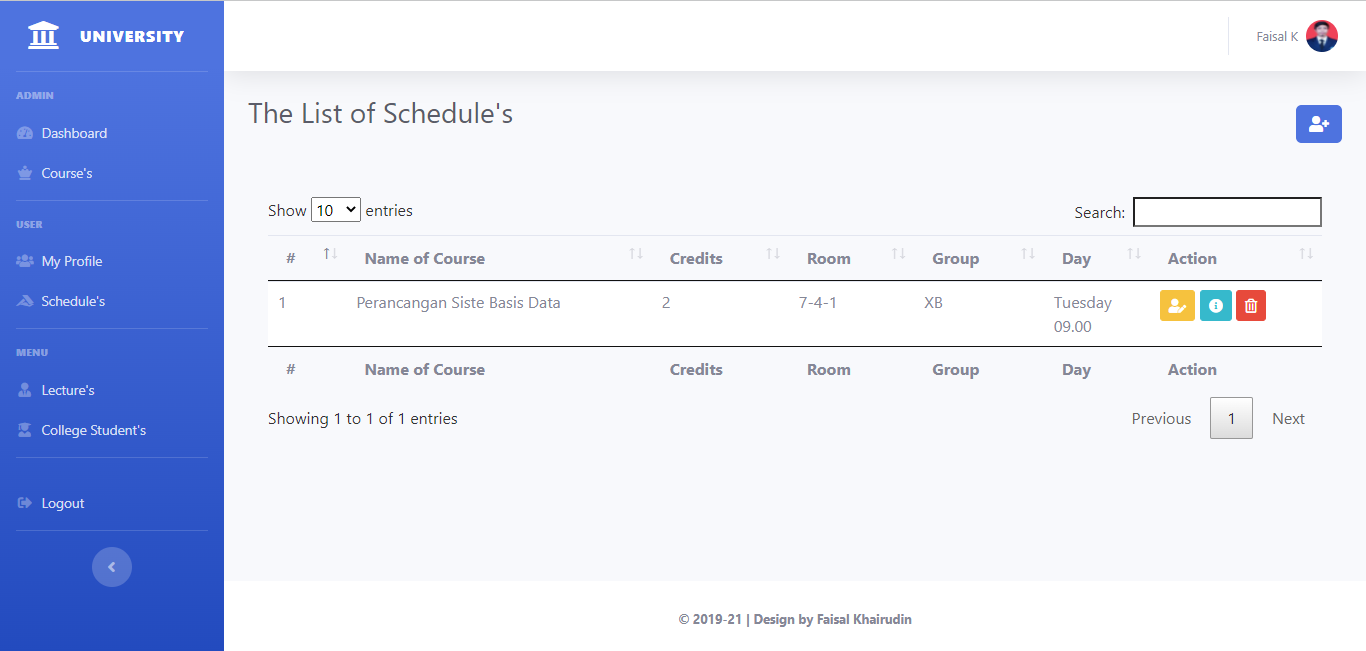 UNIVERSITY
Faisal K
ADMIN
Dashboard
Course's
USER
My Profile
Schedule's
MENU
Lecture's
College Student's
Logout
The List of Schedule's
Show 10 entries
Search:
# Name of Course Credits Room Group Day Action
1 Perancangan Siste Basis Data 2 7-4-1 XB Tuesday
09.00
# Name of Course Credits Room Group Day Action
Showing 1 to 1 of 1 entries
Previous 1 Next
© 2019-21 | Design by Faisal Khairudin